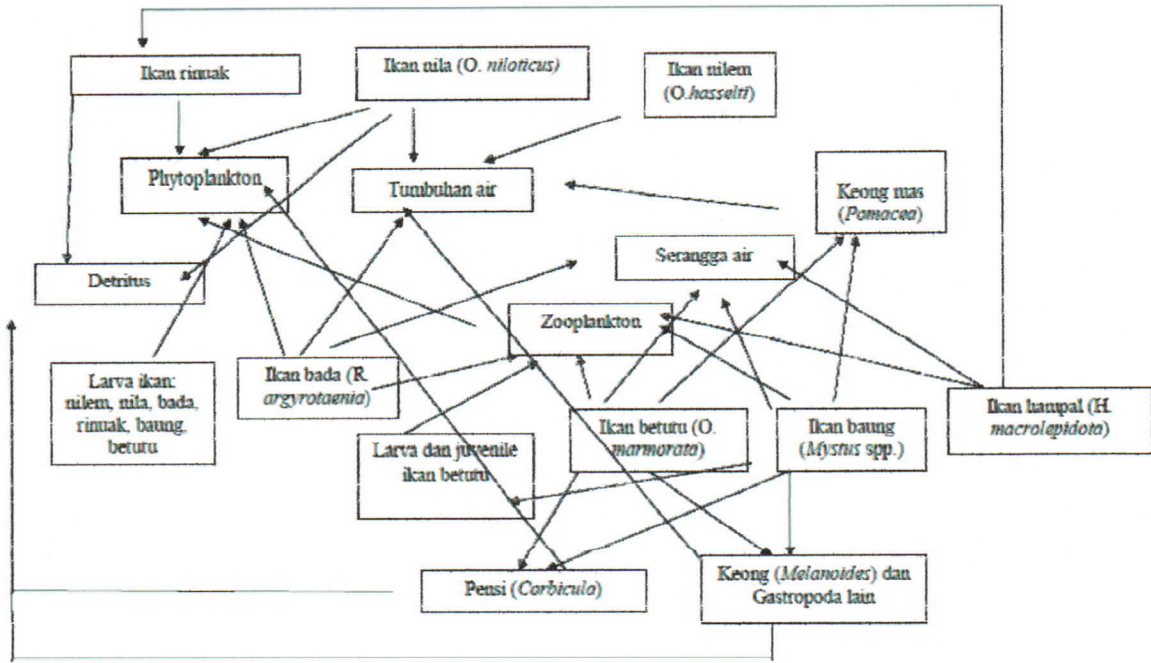 Ikan rinuak
Ikan nila (O. niloticus)
Ikan nilem
(O.hasselti)
Phytoplankton
Tumbuhan air
Keong mas
(Pomacea)
Serangga air
Detritus
Zooplankton
Larva ikan:
nilem, nila, bada,
rinuak, baung,
betutu
Ikan bada (R.
argyrotaenia)
Larva dan juvenile
ikan betutu
Ikan betutu (O.
marmorata)
Ikan baung
(Mystus spp.)
Ikan hampal (H.
macrolepidota)
Pensi (Corbicula)
Keong (Melanoides) dan
Gastropoda lain